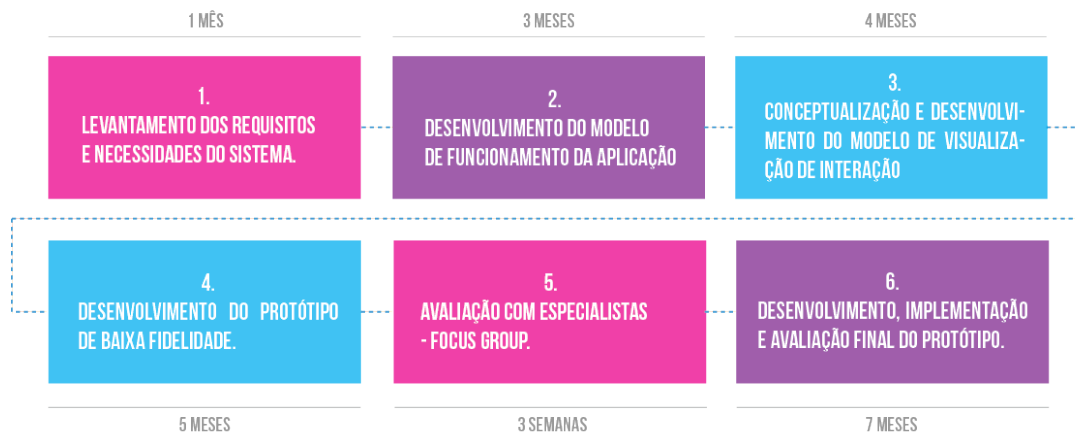 1 MÊS
3 MESES
4 MESES
1.
LEVANTAMENTO DOS REQUISITOS
E NECESSIDADES DO SISTEMA.
2.
DESENVOLVIMENTO DO MODELO
DE FUNCIONAMENTO DA APLICAÇÃO
3.
CONCEPTUALIZAÇÃO E DESENVOLVI-
MENTO DO MODELO DE VISUALIZA-
ÇÃO DE INTERAÇÃO
4.
DESENVOLVIMENTO DO PROTÓTIPO
DE BAIXA FIDELIDADE.
5.
AVALIAÇÃO COM ESPECIALISTAS
- FOCUS GROUP.
6.
DESENVOLVIMENTO, IMPLEMENTAÇÃO
E AVALIAÇÃO FINAL DO PROTÓTIPO.
5 MESES
3 SEMANAS
7 MESES